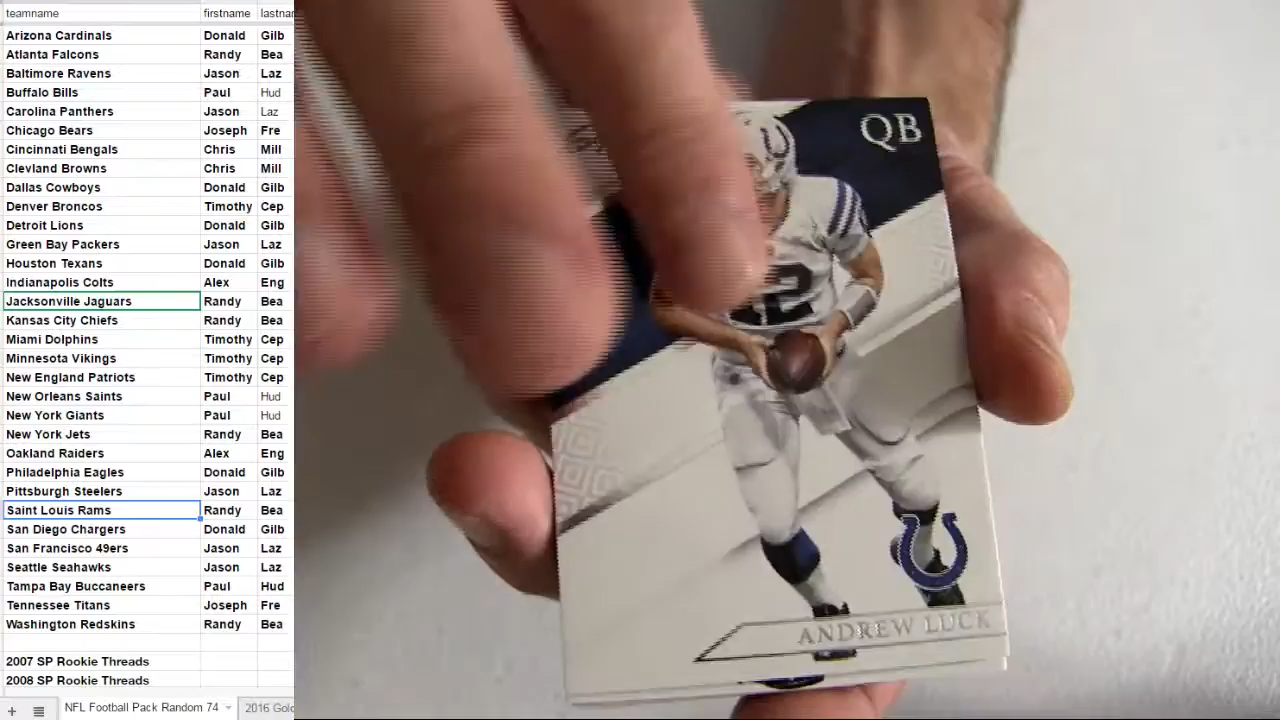 teamname firstname lastnam
Arizona Cardinals Donald Gilb
Atlanta Falcons Randy Bea
Baltimore Ravens Jason Laz
Buffalo Bills Paul Hud
Carolina Panthers Jason Laz
Chicago Bears Joseph Fre
Cincinnati Bengals Chris Mill
Clevland Browns Chris Mill
Dallas Cowboys Donald Gilb
Denver Broncos Timothy Cep
Detroit Lions Donald Gilb
Green Bay Packers Jason Laz
Houston Texans Donald Gilb
Indianapolis Colts Alex Eng
Jacksonville Jaguars Randy Bea
Kansas City Chiefs Randy Bea
Miami Dolphins Timothy Cep
Minnesota Vikings Timothy Cep
New England Patriots Timothy Cep
New Orleans Saints Paul Hud
New York Giants Paul Hud
New York Jets Randy Bea
Oakland Raiders Alex Eng
Philadelphia Eagles Donald Gilb
Pittsburgh Steelers Jason Laz
Saint Louis Rams Randy Bea
San Diego Chargers Donald Gilb
San Francisco 49ers Jason Laz
Seattle Seahawks Jason Laz
Tampa Bay Buccaneers Paul Hud
Tennessee Titans Joseph Fre
Washington Redskins Randy Bea
2007 SP Rookie Threads
2008 SP Rookie Threads
NFL Football Pack Random 74 2016 Gold
QB
12
ANDREW LUCK